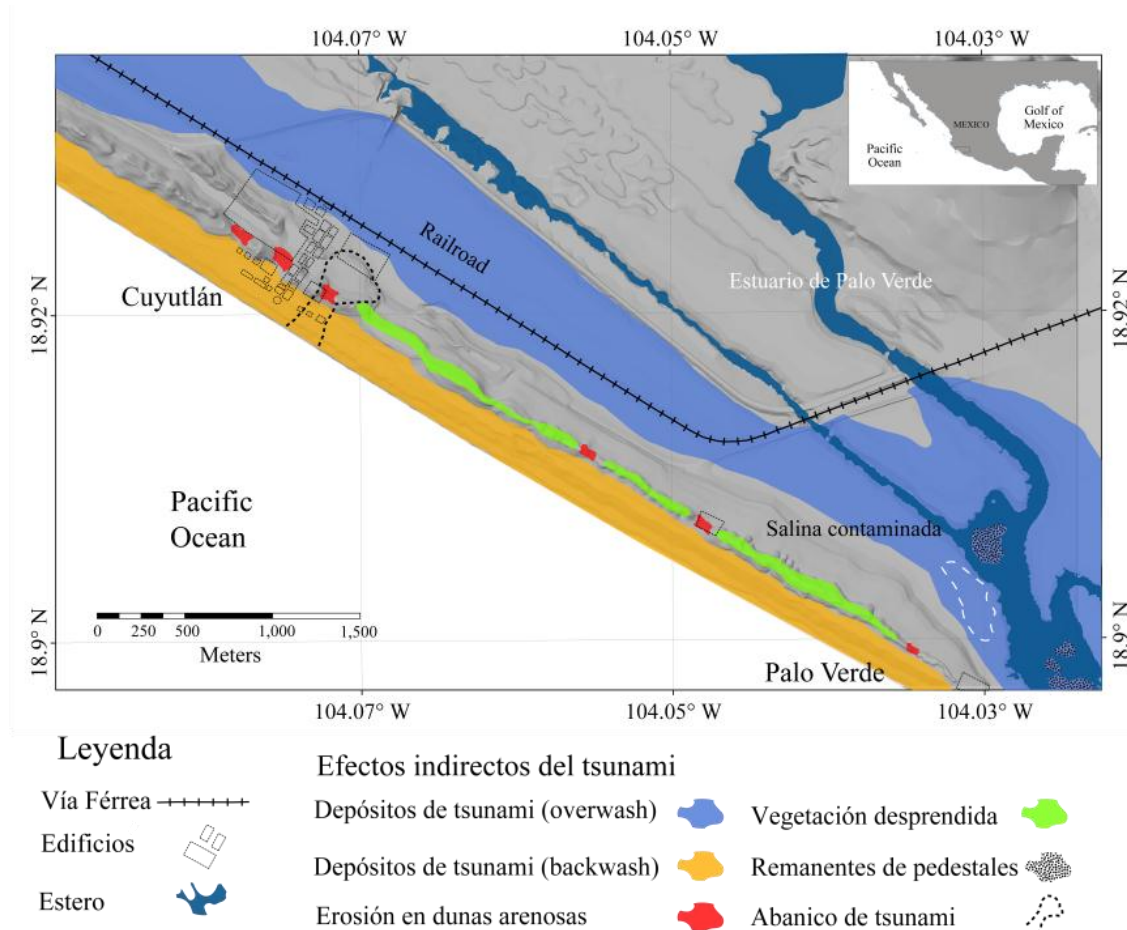 104.07° W
104.05° W
104.03° W
Golf of
Mexico
MEXICO
Pacific
Ocean
Railroad
Estuario de Palo Verde
Cuyutlán
18.92° N
18.92° N
Pacific
Ocean
Salina contaminada
0 250 500 1,000 1,500
Meters
18.9° N
18.9° N
Palo Verde
104.07° W
104.05° W
104.03° W
Leyenda
Vía Férrea
Edificios
Estero
Efectos indirectos del tsunami
Depósitos de tsunami (overwash)
Depósitos de tsunami (backwash)
Erosión en dunas arenosas
Vegetación desprendida
Remanentes de pedestales
Abanico de tsunami